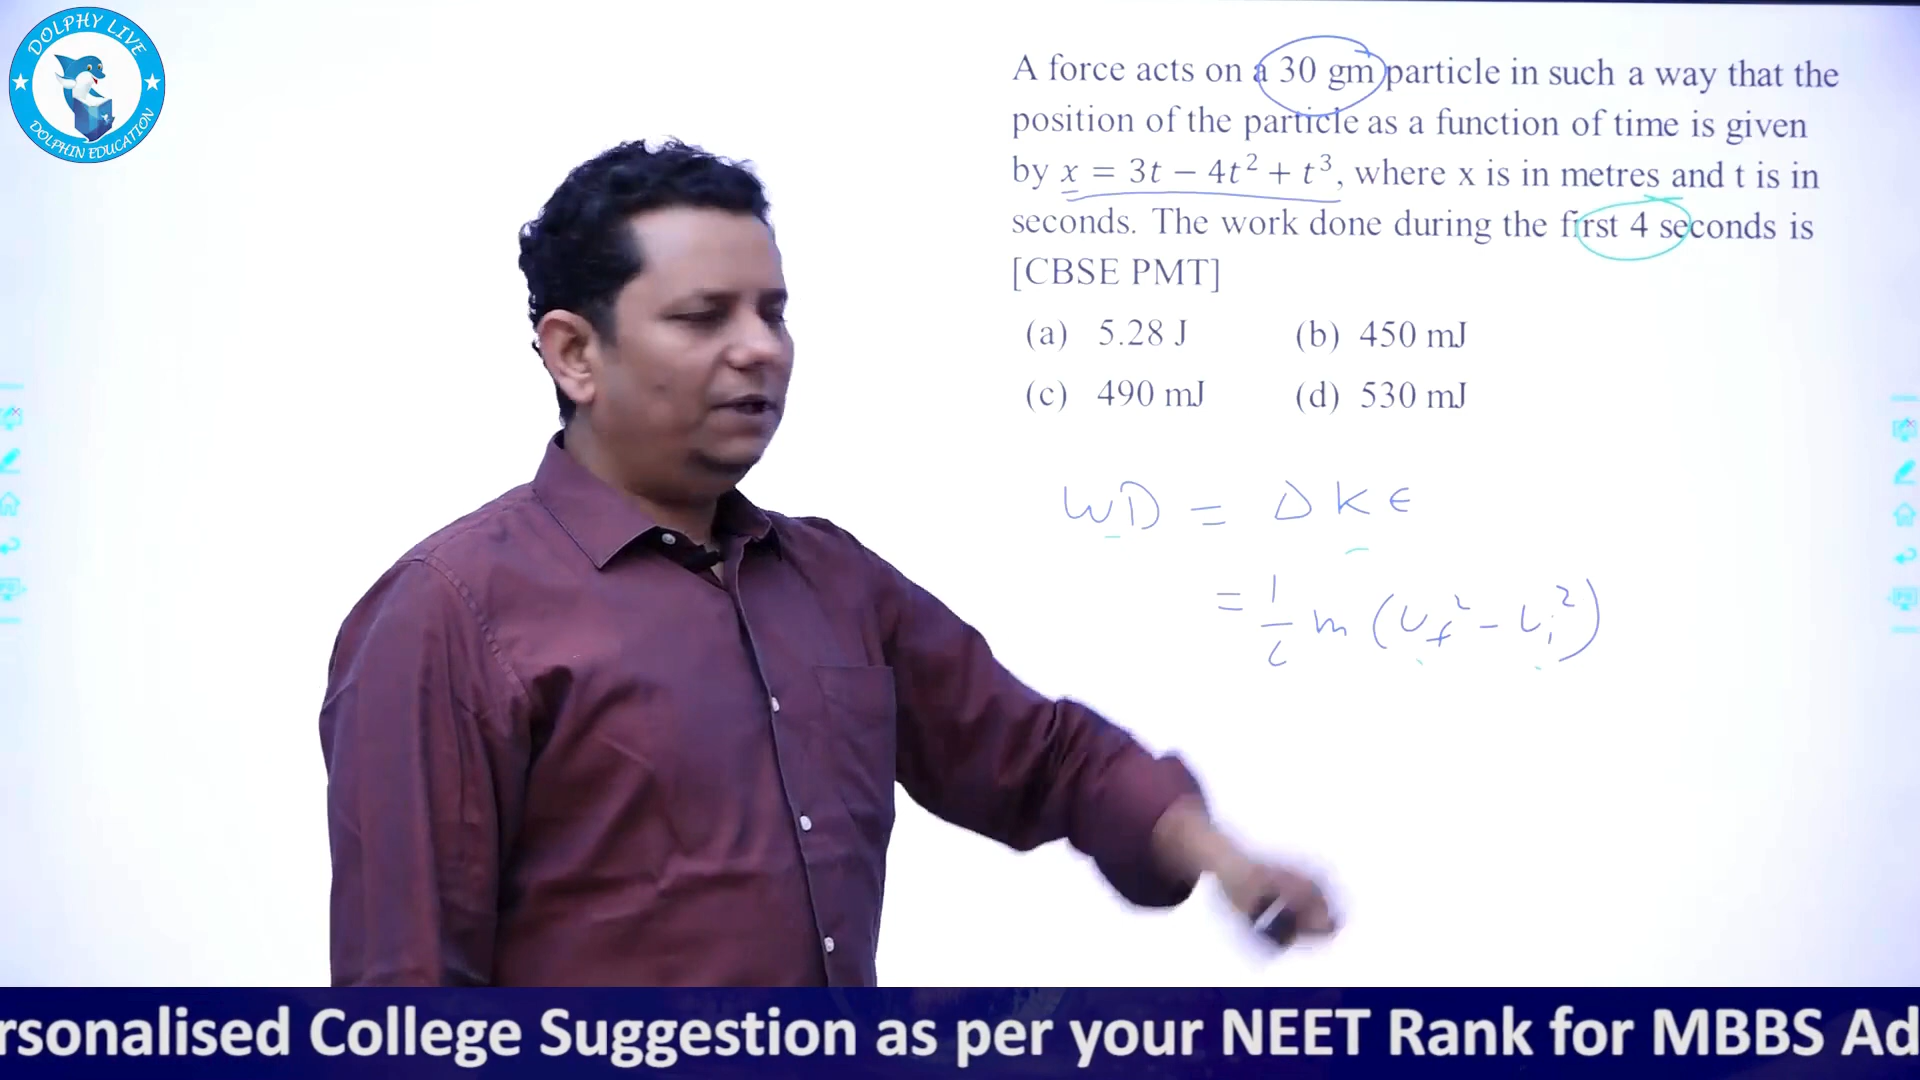 DOLPHY LIVE
DOLPHIN EDUCATION
A force acts on a 30 gm particle in such a way that the
position of the particle as a function of time is given
by x = 3t − 4t² + t³, where x is in metres and t is in
seconds. The work done during the first 4 seconds is
[CBSE PMT]
(a) 5.28 J (b) 450 mJ
(c) 490 mJ (d) 530 mJ
WD = Δ K E
= 1/2 m (v_f² − v_i²)
rsonalised College Suggestion as per your NEET Rank for MBBS Ad